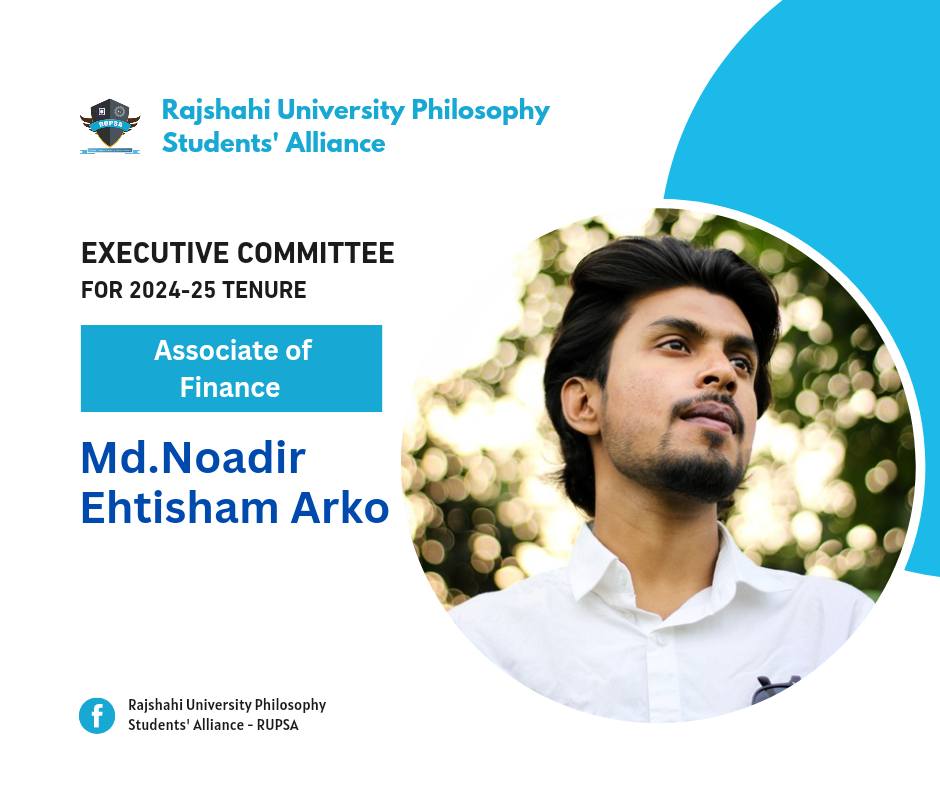 RUPSA
Rajshahi University Philosophy
Students' Alliance
EXECUTIVE COMMITTEE
FOR 2024-25 TENURE
Associate of
Finance
Md.Noadir
Ehtisham Arko
Rajshahi University Philosophy
Students' Alliance - RUPSA